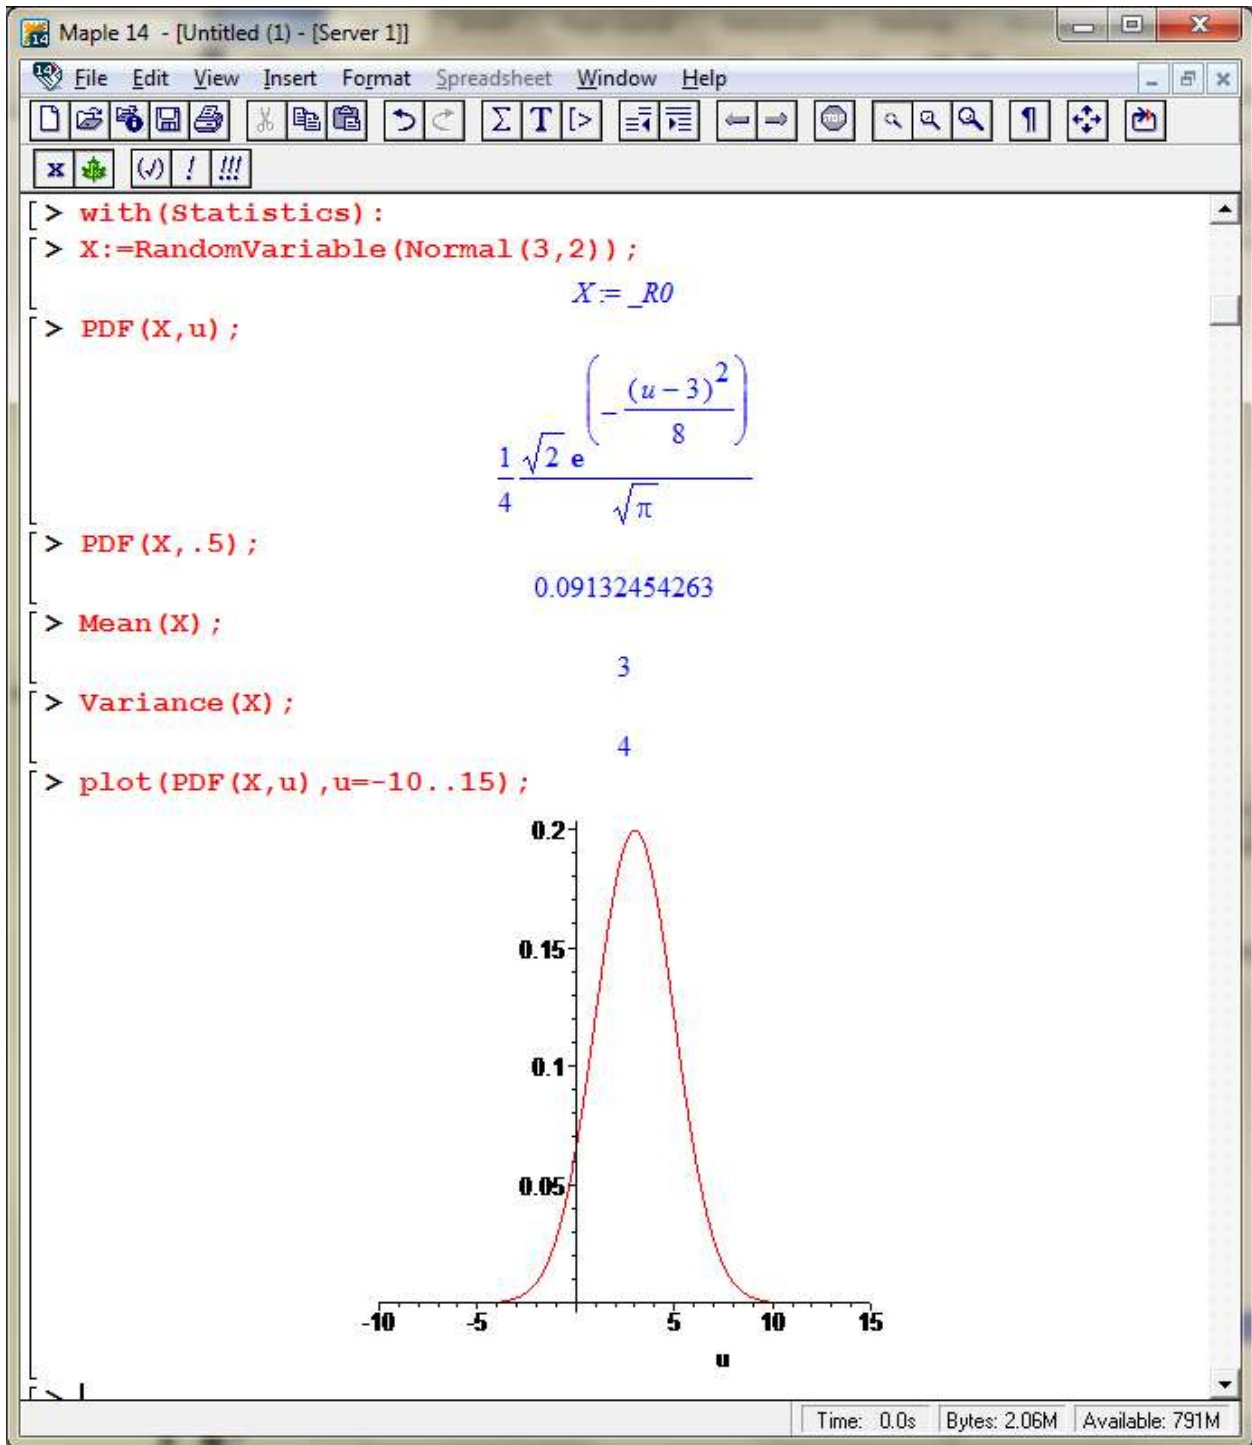 Maple 14 - [Untitled (1) - [Server 1]]
File Edit View Insert Format Spreadsheet Window Help
[> with(Statistics):
[> X:=RandomVariable(Normal(3,2));
X := _R0
[> PDF(X,u);
1/4 √2 e^(-(u-3)^2/8) / √π
[> PDF(X,.5);
0.09132454263
[> Mean(X);
3
[> Variance(X);
4
[> plot(PDF(X,u),u=-10..15);
0.2
0.15
0.1
0.05
-10 -5 5 10 15
u
[>
Time: 0.0s Bytes: 2.06M Available: 791M